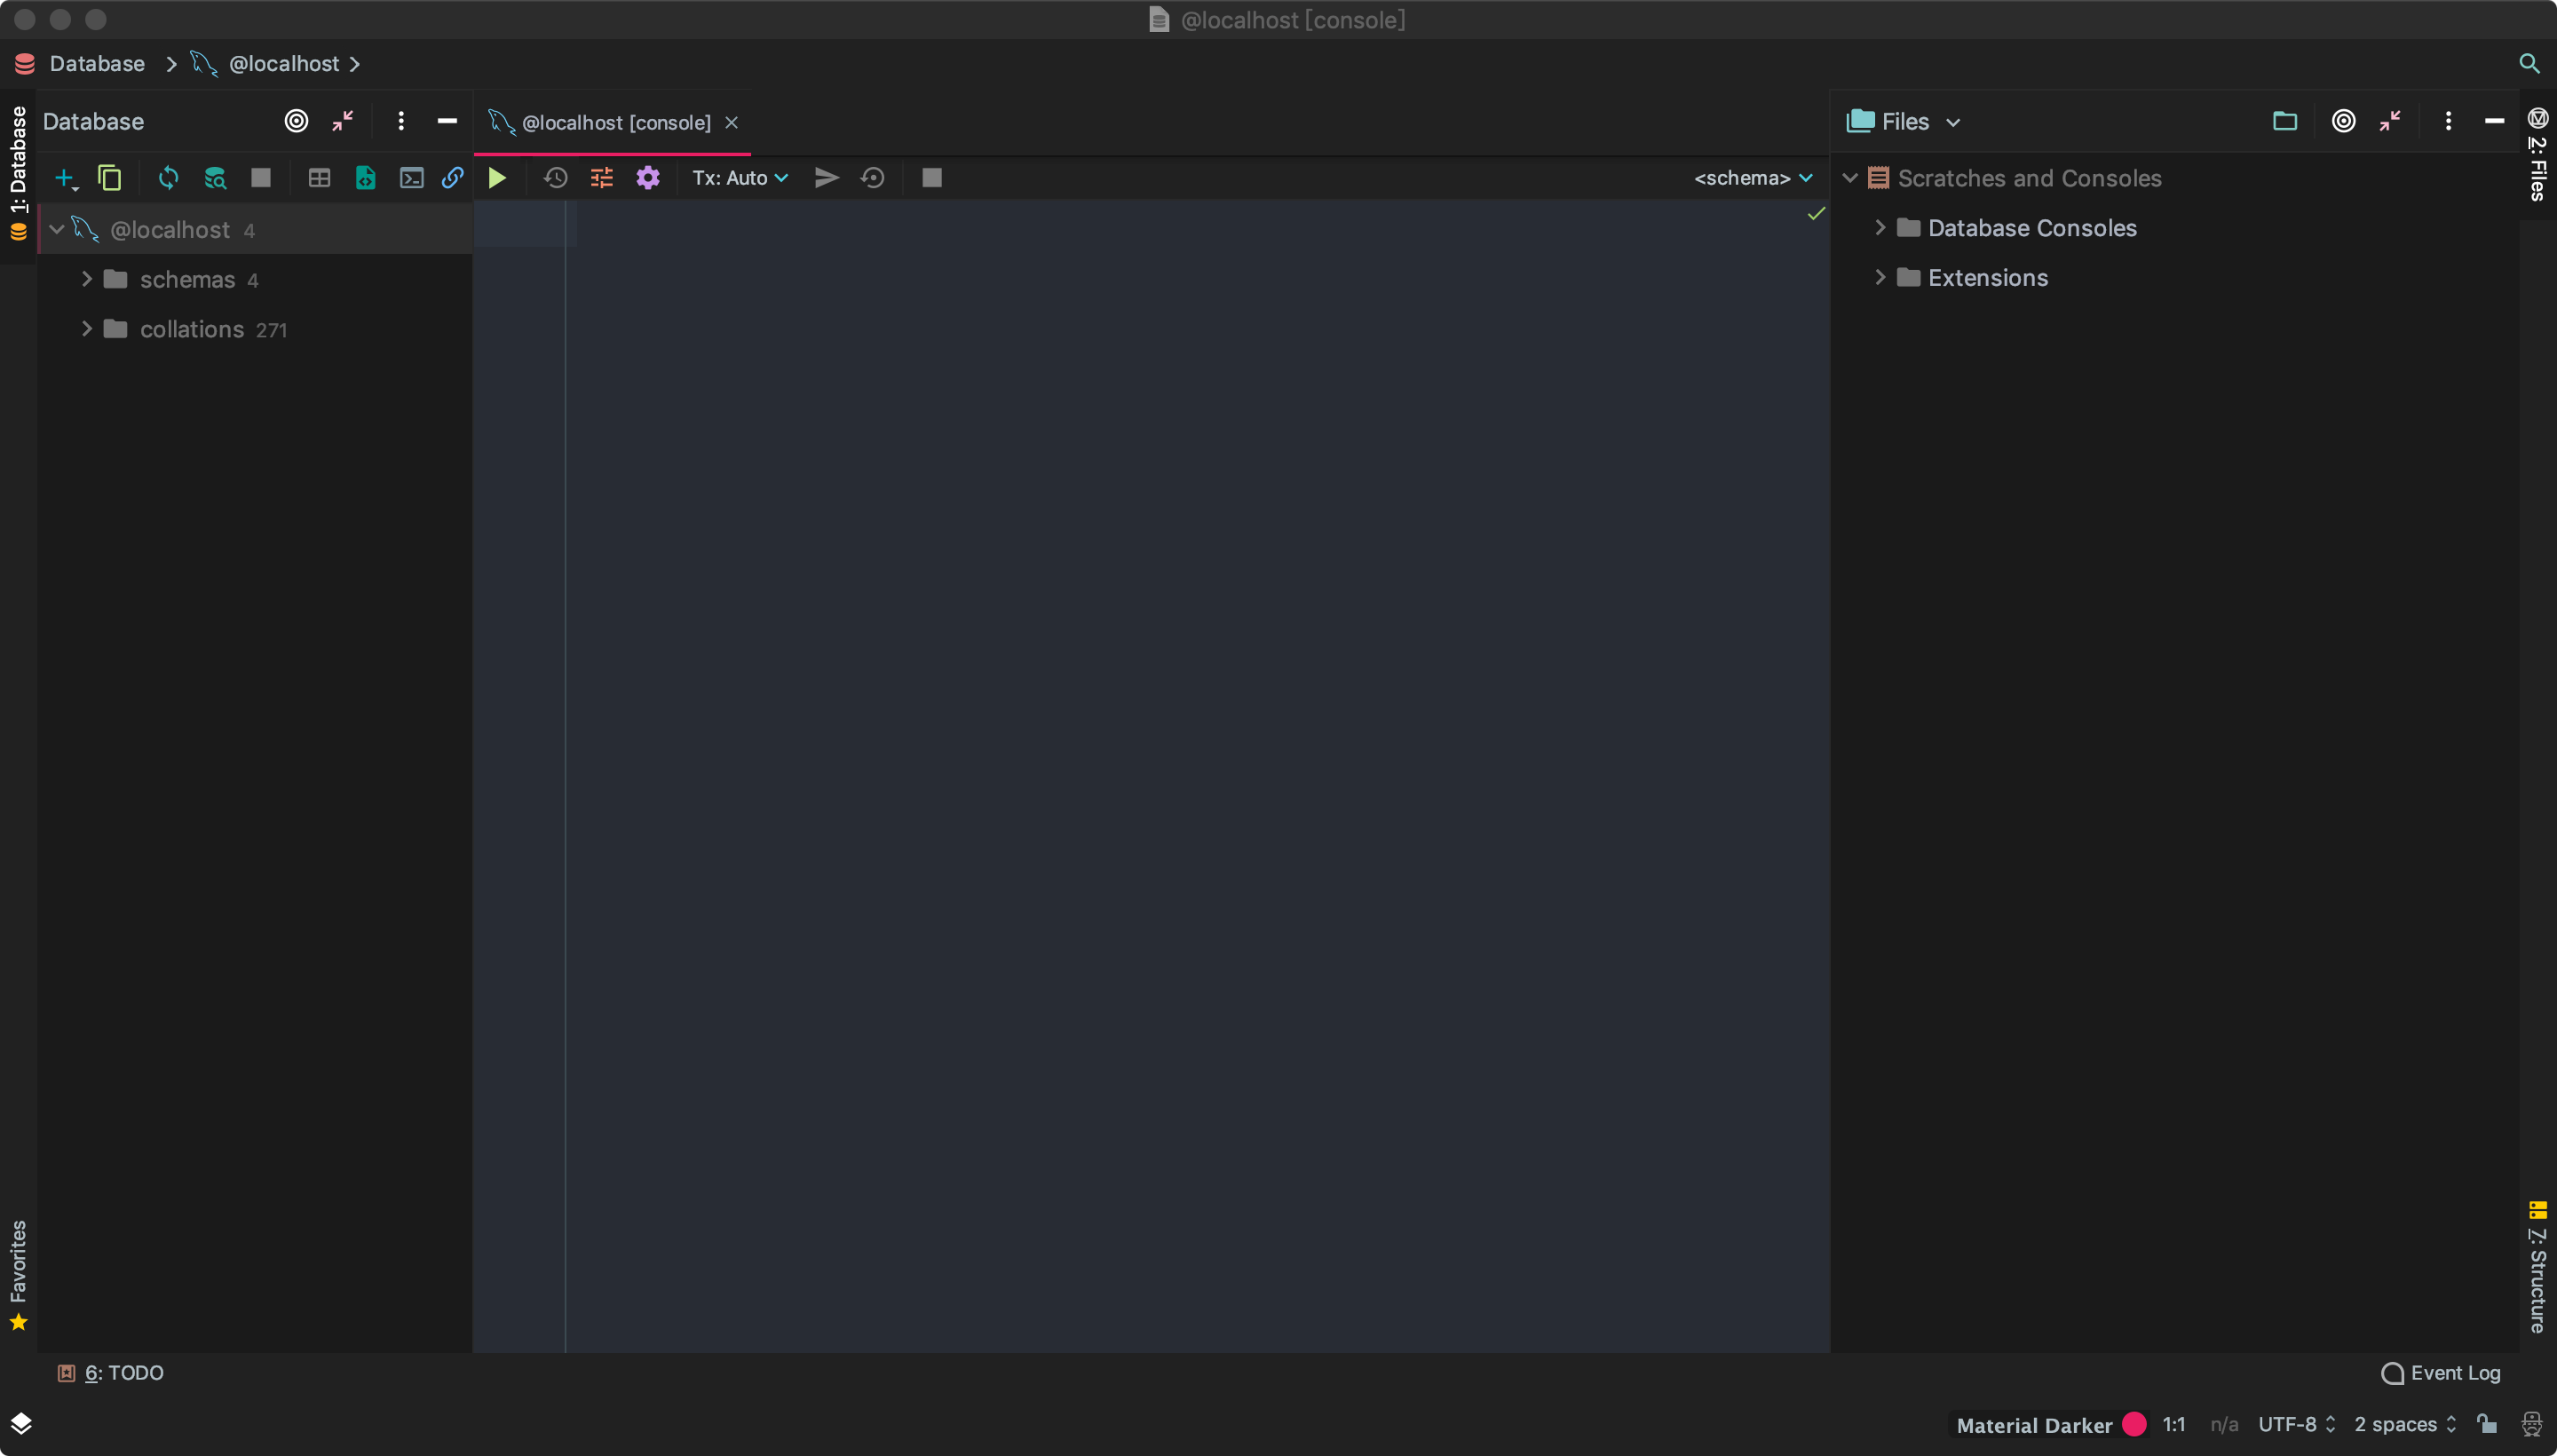 @localhost [console]
Database @localhost
1: Database
Database
@localhost [console]
Files
2: Files
Tx: Auto
<schema>
@localhost 4
schemas 4
collations 271
Scratches and Consoles
Database Consoles
Extensions
Favorites
7: Structure
6: TODO
Event Log
Material Darker 1:1 n/a UTF-8 2 spaces